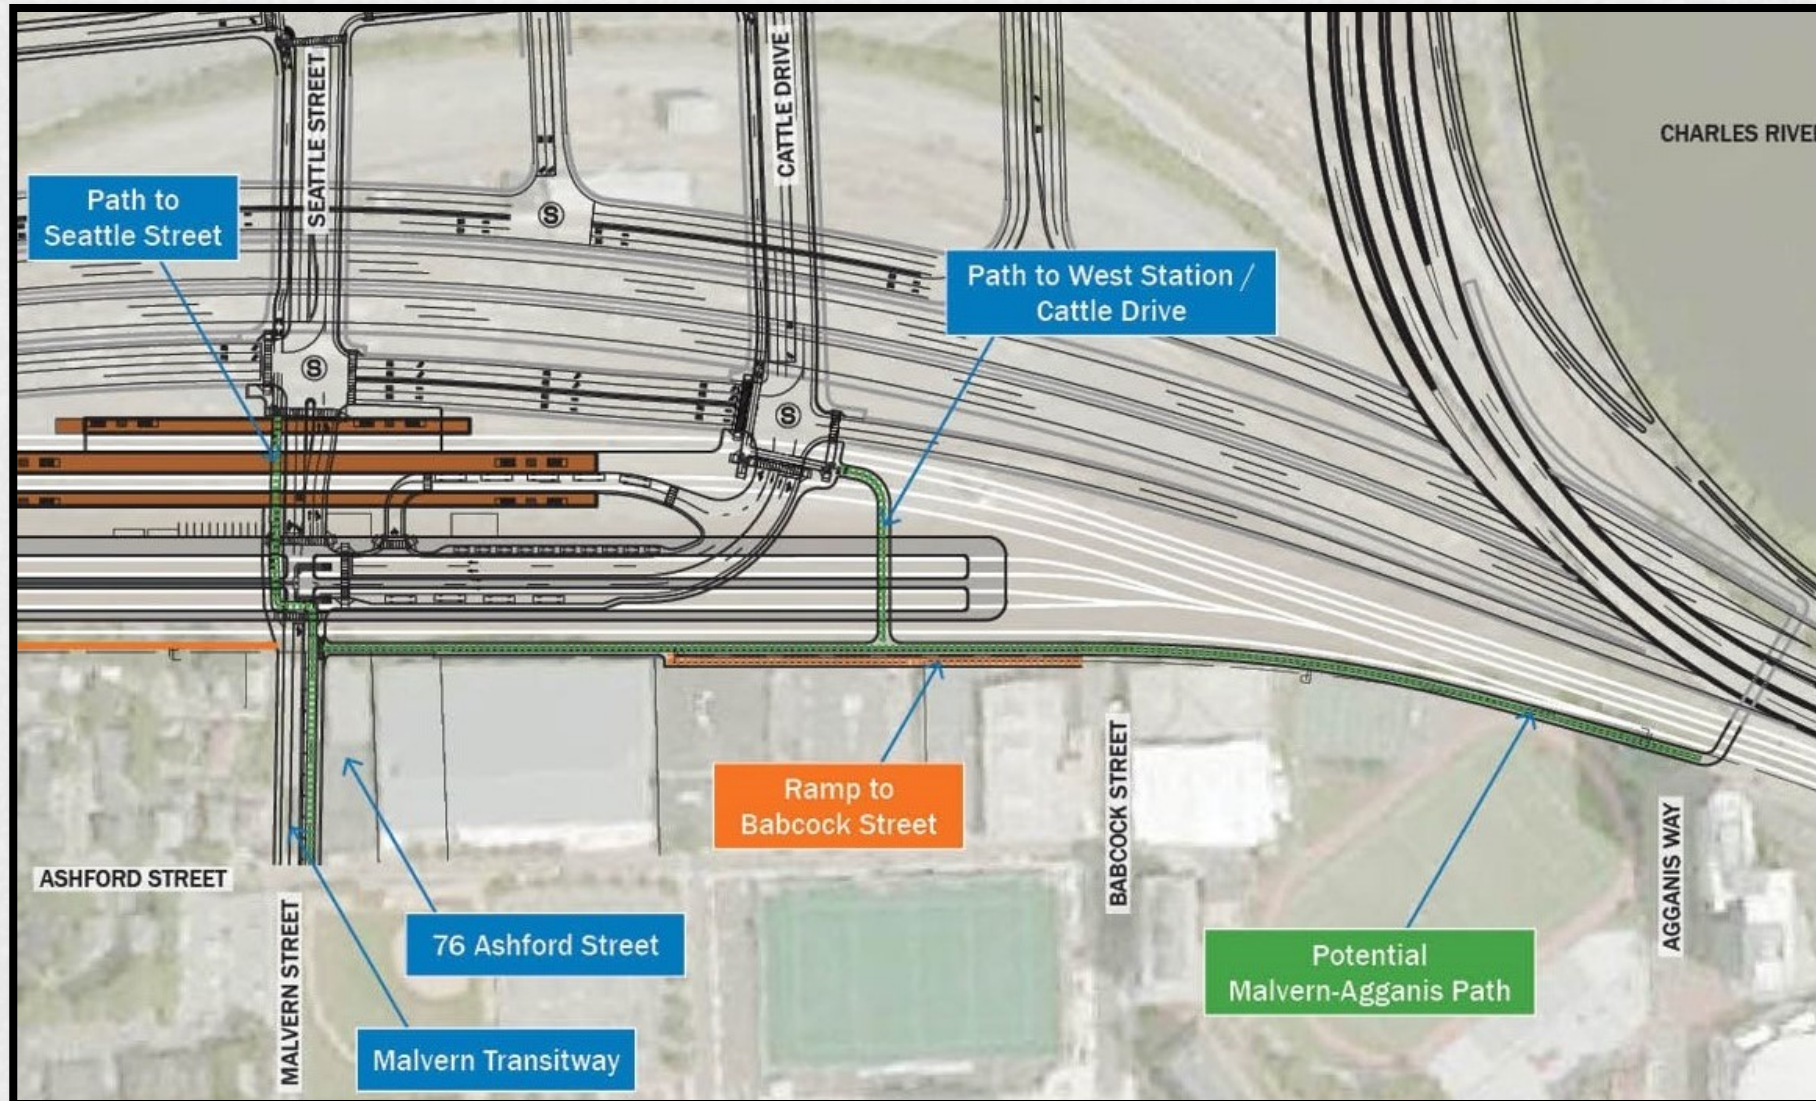 SEATTLE STREET
CATTLE DRIVE
CHARLES RIVER
Path to
Seattle Street
S
Path to West Station /
Cattle Drive
S
S
Ramp to
Babcock Street
BABCOCK STREET
AGGANIS WAY
ASHFORD STREET
MALVERN STREET
76 Ashford Street
Potential
Malvern-Agganis Path
Malvern Transitway